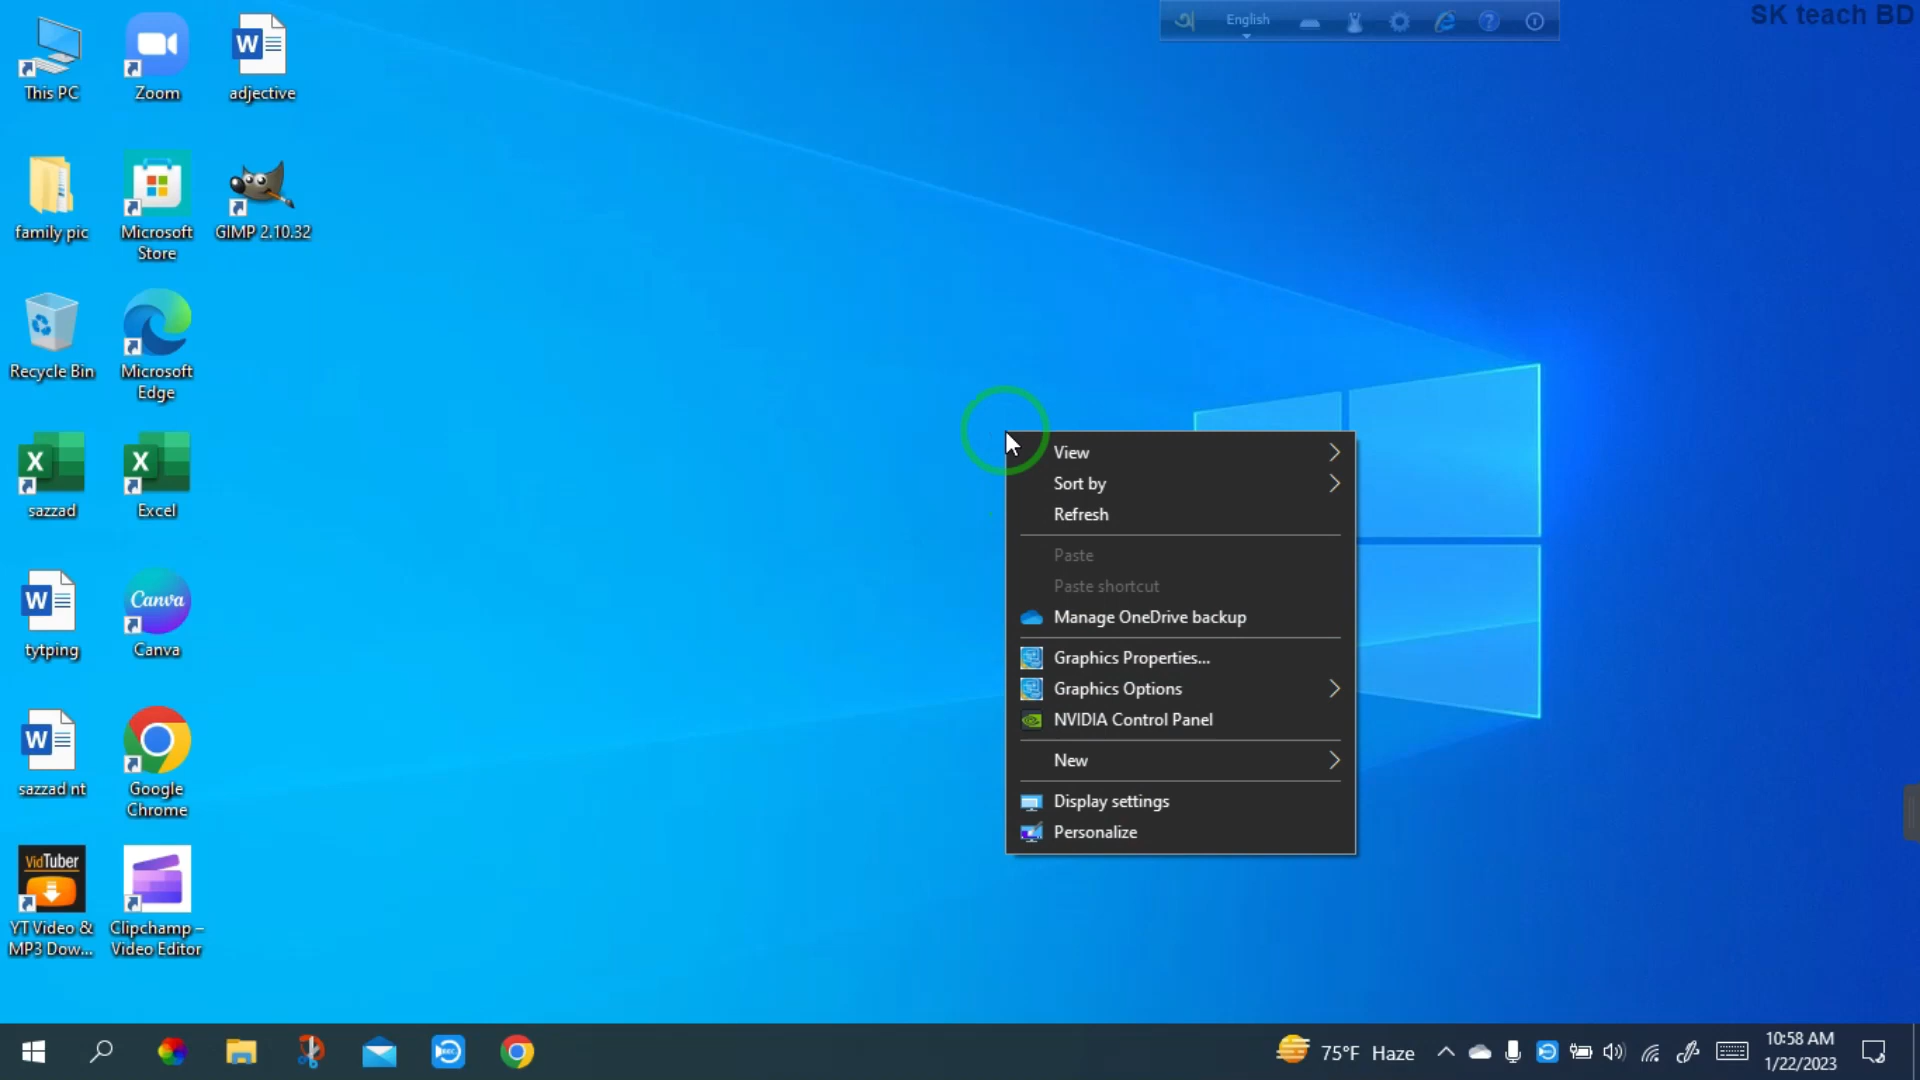 SK teach BD
English
This PC
Zoom
adjective
family pic
Microsoft
Store
GIMP 2.10.32
Recycle Bin
Microsoft
Edge
sazzad
Excel
tytping
Canva
Canva
sazzad nt
Google
Chrome
VidTuber
YT Video &
MP3 Dow...
Clipchamp –
Video Editor
View
Sort by
Refresh
Paste
Paste shortcut
Manage OneDrive backup
Graphics Properties...
Graphics Options
NVIDIA Control Panel
New
Display settings
Personalize
REC
75°F Haze
10:58 AM
1/22/2023